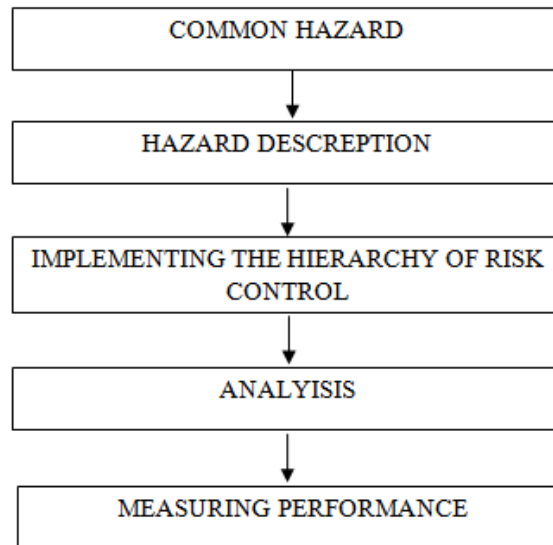 COMMON HAZARD
HAZARD DESCREPTION
IMPLEMENTING THE HIERARCHY OF RISK
CONTROL
ANALYISIS
MEASURING PERFORMANCE